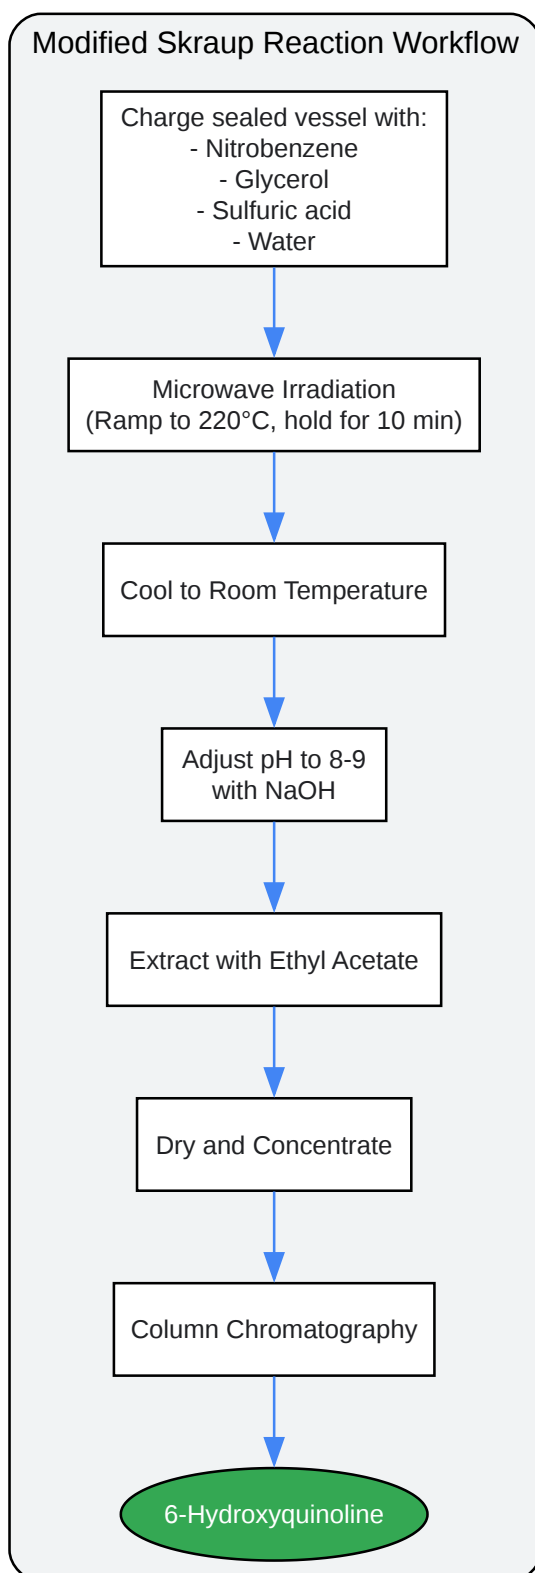 Modified Skraup Reaction Workflow
Charge sealed vessel with:
- Nitrobenzene
- Glycerol
- Sulfuric acid
- Water
Microwave Irradiation
(Ramp to 220°C, hold for 10 min)
Cool to Room Temperature
Adjust pH to 8-9
with NaOH
Extract with Ethyl Acetate
Dry and Concentrate
Column Chromatography
6-Hydroxyquinoline